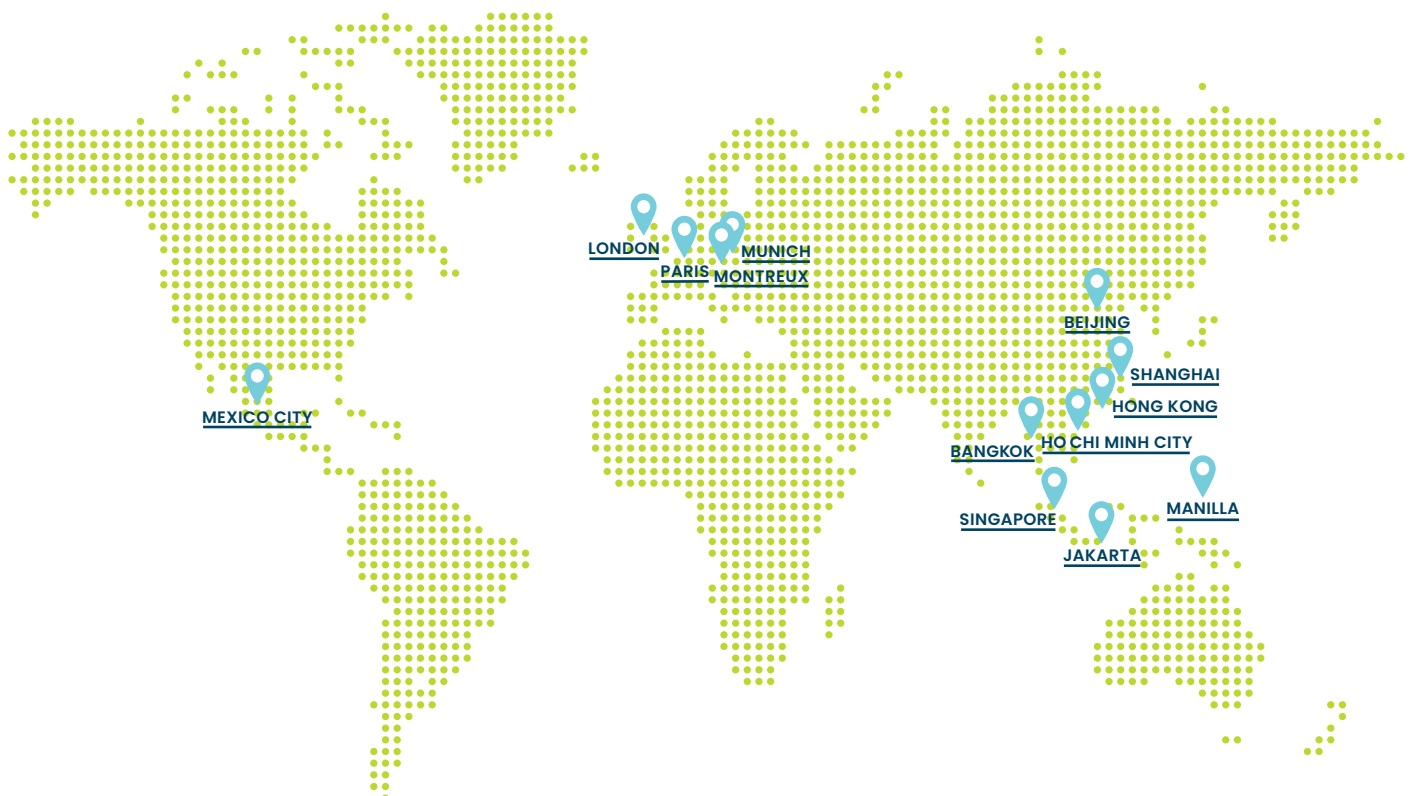 LONDON
MUNICH
PARIS
MONTREUX
BEIJING
SHANGHAI
HONG KONG
MEXICO CITY
HO CHI MINH CITY
BANGKOK
MANILLA
SINGAPORE
JAKARTA